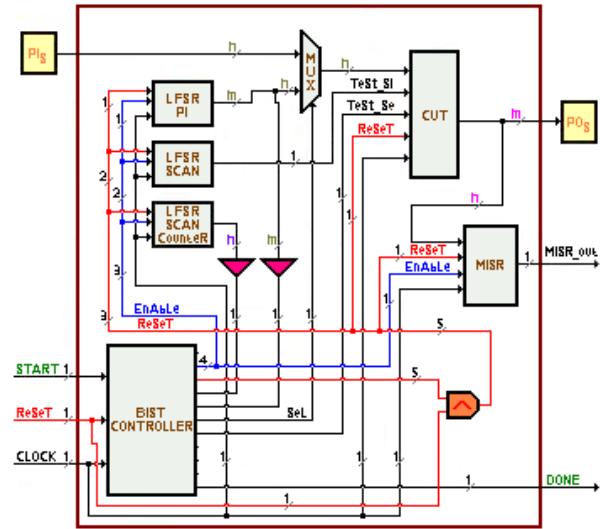 PIs
h
h
MUX
h
LFSR
PI
m
h
TeSt_SI
TeSt_Se
ReSeT
CUT
m
POs
1
1
LFSR
SCAN
1
2
2
LFSR
SCAN
CounteR
h
m
1
1
h
MISR
1
ReSeT
EnAbLe
1
MISR_out
3
3
EnAbLe
ReSeT
1
1
1
1
5
START 1
ReSeT 1
CLOCK 1
BIST
CONTROLLER
4
5
SeL
1
1
1
1
1
DONE